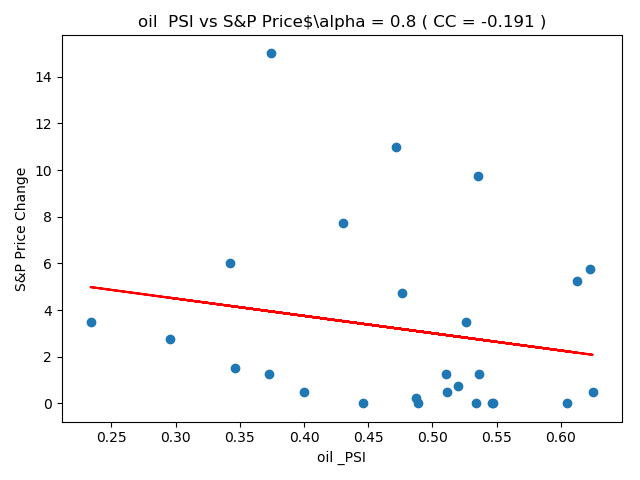 oil  PSI vs S&P Price$\alpha = 0.8 ( CC = -0.191 )
S&P Price Change
14
12
10
8
6
4
2
0
0.25 0.30 0.35 0.40 0.45 0.50 0.55 0.60
oil _PSI